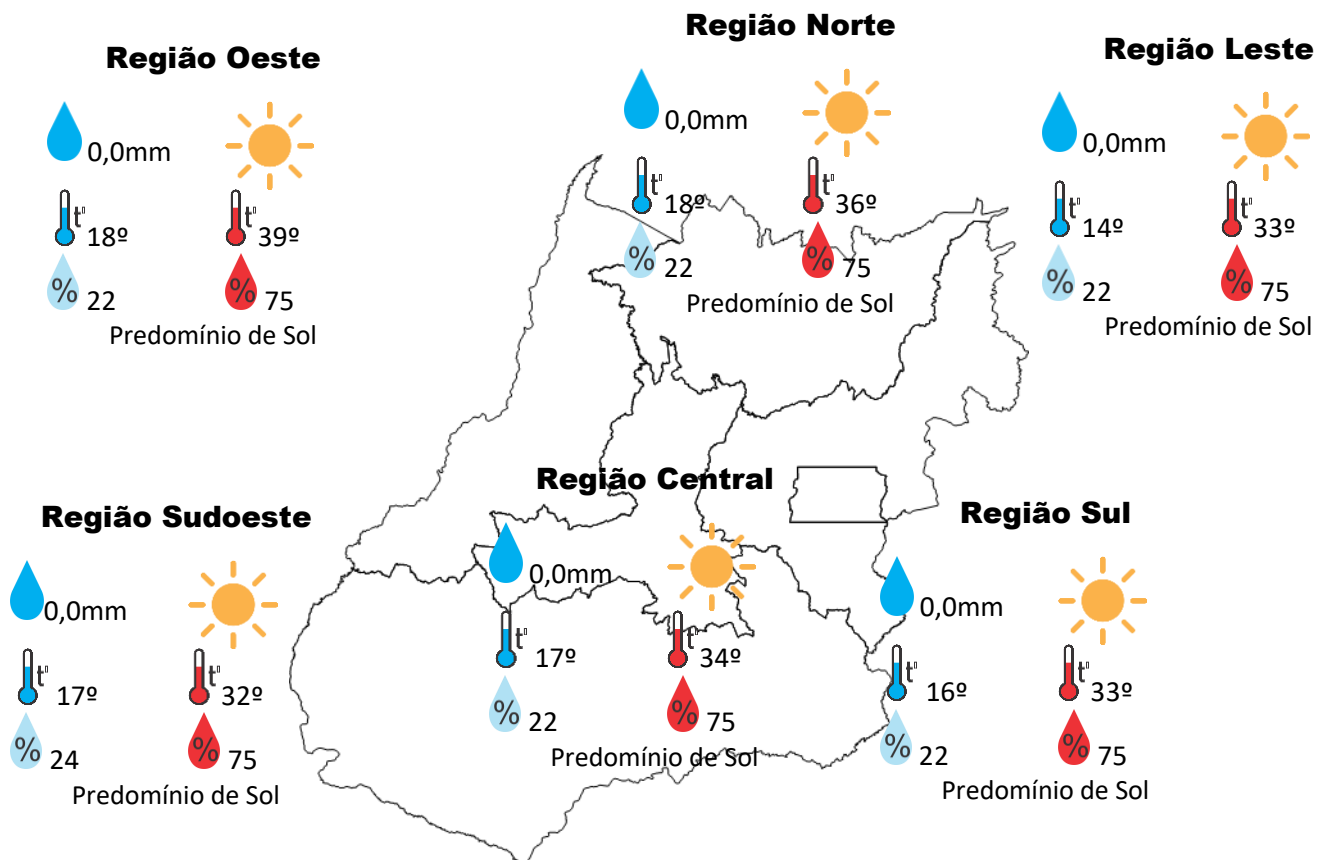 Região Oeste
0,0mm
t°
18º
t°
39º
% 22
% 75
Predomínio de Sol
Região Norte
0,0mm
t°
18º
t°
36º
% 22
% 75
Predomínio de Sol
Região Leste
0,0mm
t°
14º
t°
33º
% 22
% 75
Predomínio de Sol
Região Sudoeste
0,0mm
t°
17º
t°
32º
% 24
% 75
Predomínio de Sol
Região Central
0,0mm
t°
17º
t°
34º
% 22
% 75
Predomínio de Sol
Região Sul
0,0mm
t°
16º
t°
33º
% 22
% 75
Predomínio de Sol